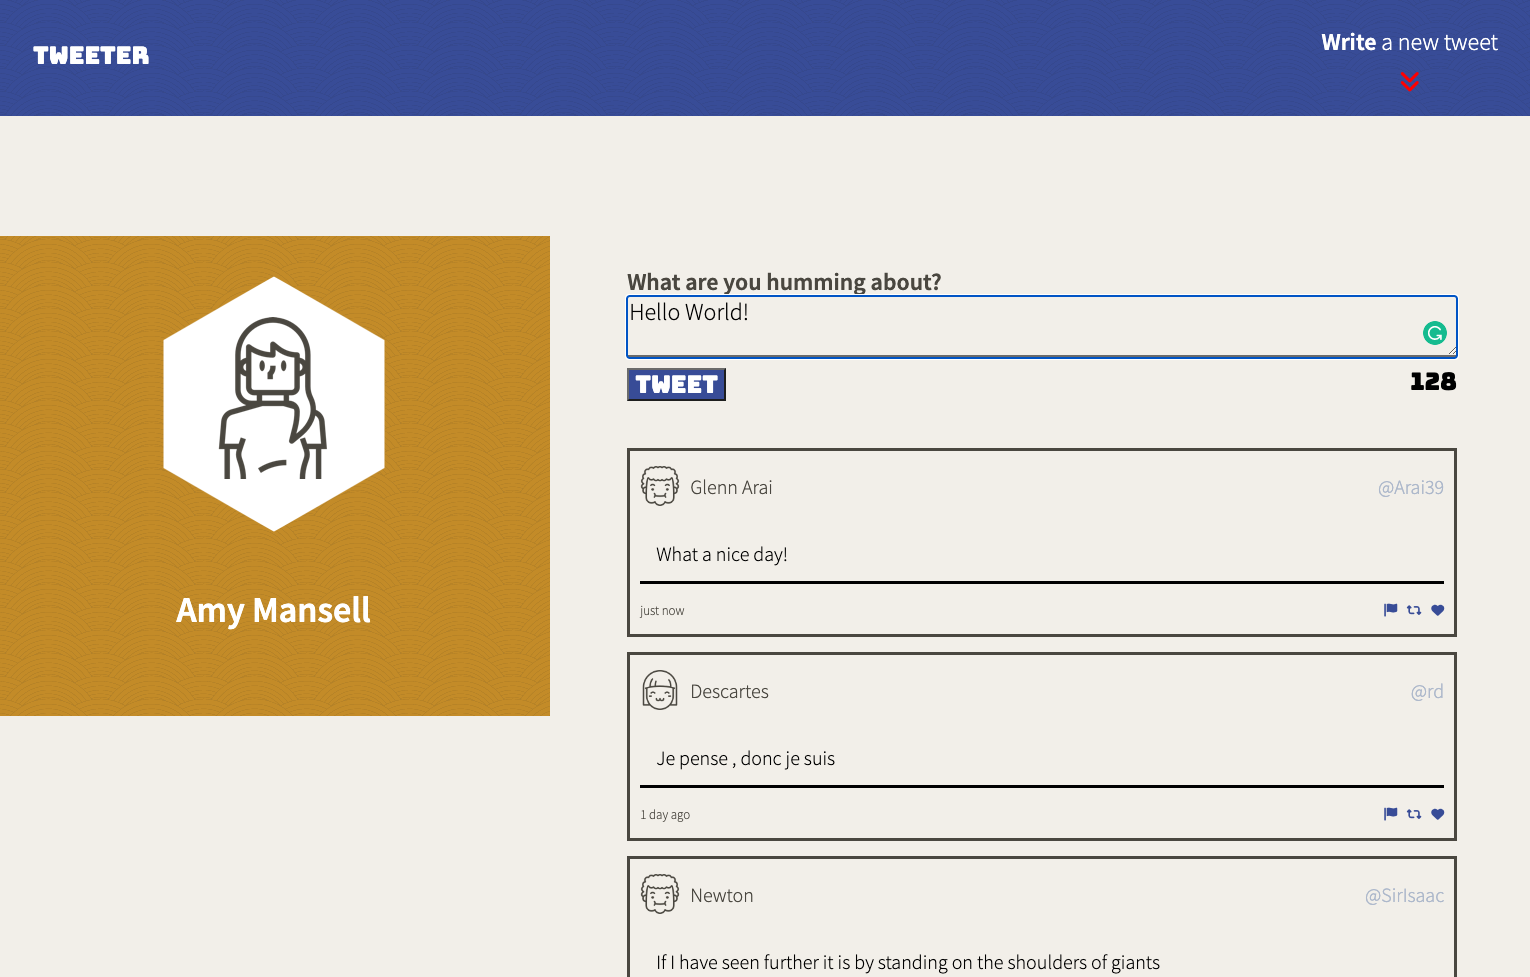 TWEETER
Write a new tweet
Amy Mansell
What are you humming about?
Hello World!
TWEET
128
Glenn Arai
@Arai39
What a nice day!
just now
Descartes
@rd
Je pense , donc je suis
1 day ago
Newton
@SirIsaac
If I have seen further it is by standing on the shoulders of giants